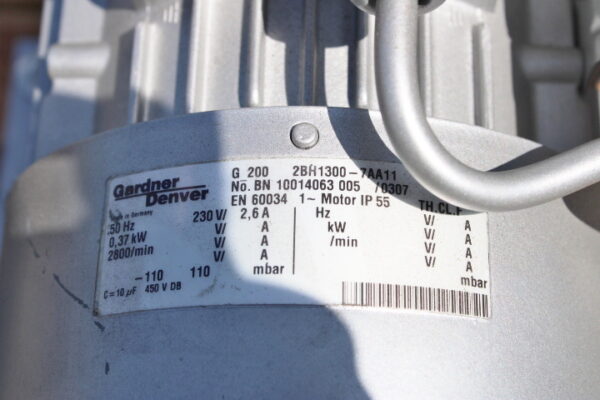 Gardner
Denver
G 200 2BH1300-7AA11
No. BN 10014063 005 /0307
EN 60034 1~ Motor IP 55 TH.CL.F
in Germany
50 Hz 230 V/ 2,6 A Hz V/ A
0,37 kW V/ A kW V/ A
2800/min V/ A /min V/ A
V/ A V/ A
-110 110 mbar mbar
C=10 µF 450 V DB